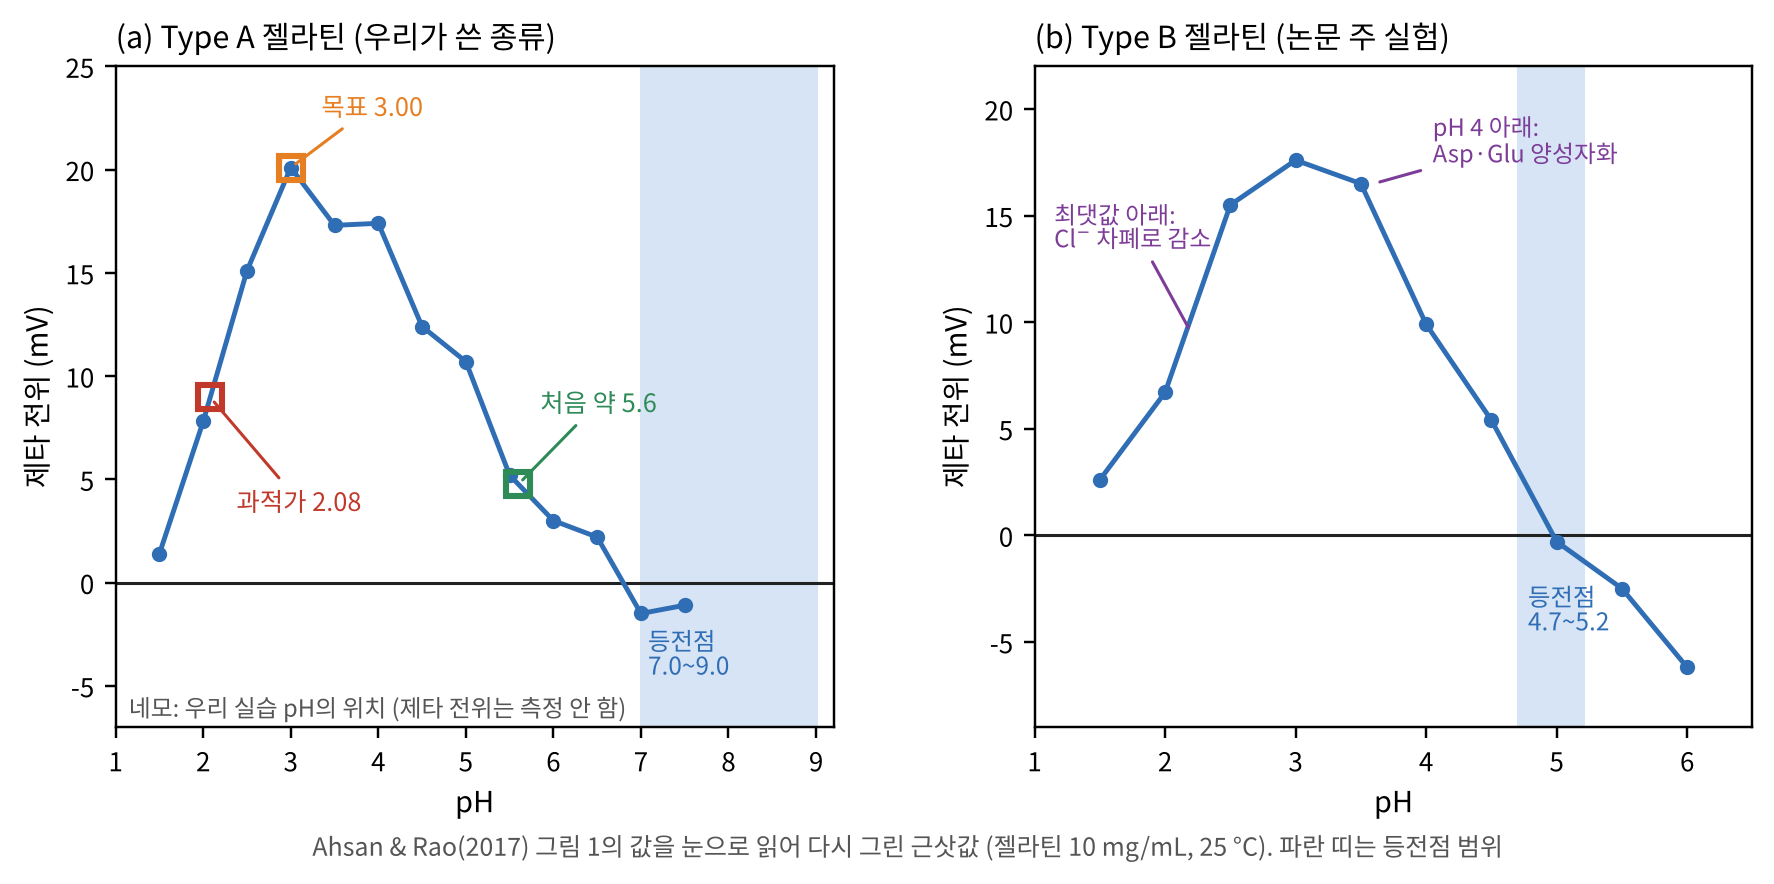 (a) Type A 젤라틴 (우리가 쓴 종류)
제타 전위 (mV)
25
20
15
10
5
0
-5
목표 3.00
과적가 2.08
처음 약 5.6
등전점
7.0~9.0
네모: 우리 실습 pH의 위치 (제타 전위는 측정 안 함)
1 2 3 4 5 6 7 8 9
pH
(b) Type B 젤라틴 (논문 주 실험)
제타 전위 (mV)
20
15
10
5
0
-5
pH 4 아래:
Asp·Glu 양성자화
최댓값 아래:
Cl⁻ 차폐로 감소
등전점
4.7~5.2
1 2 3 4 5 6
pH
Ahsan & Rao(2017) 그림 1의 값을 눈으로 읽어 다시 그린 근삿값 (젤라틴 10 mg/mL, 25 °C). 파란 띠는 등전점 범위